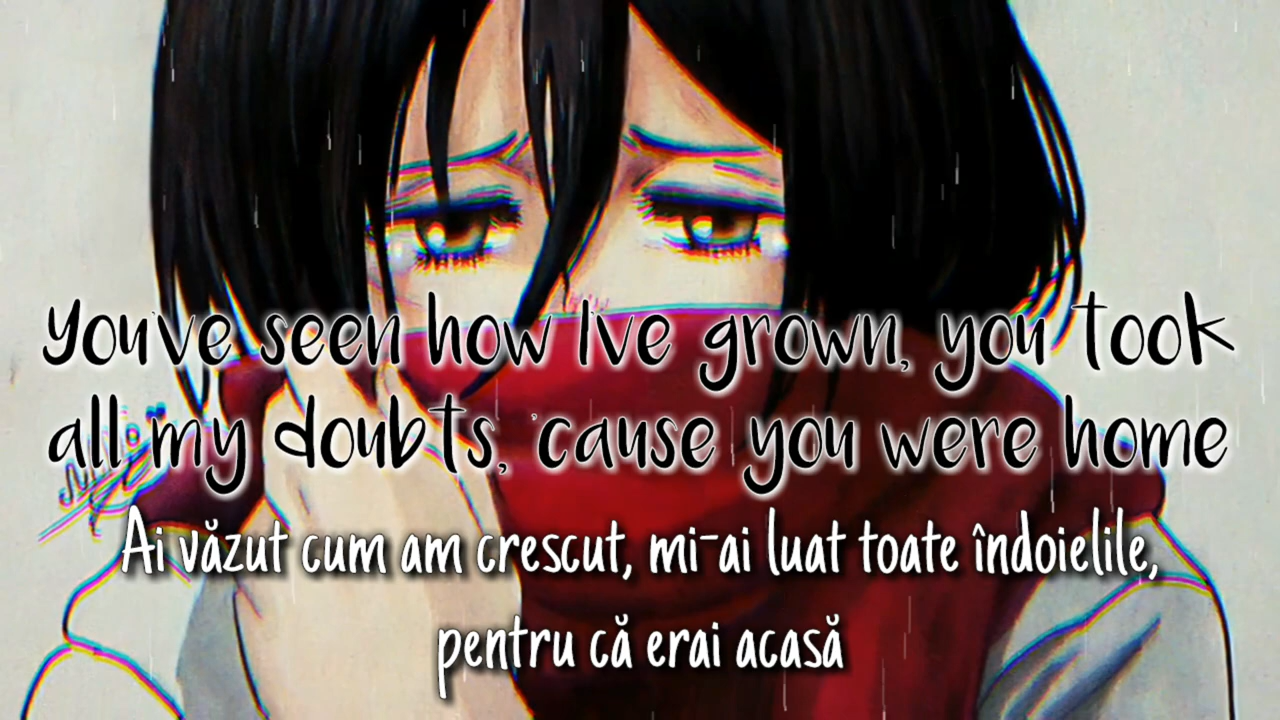 You've seen how I've grown, you took
all my doubts, 'cause you were home
Ai văzut cum am crescut, mi-ai luat toate îndoielile,
pentru că erai acasă